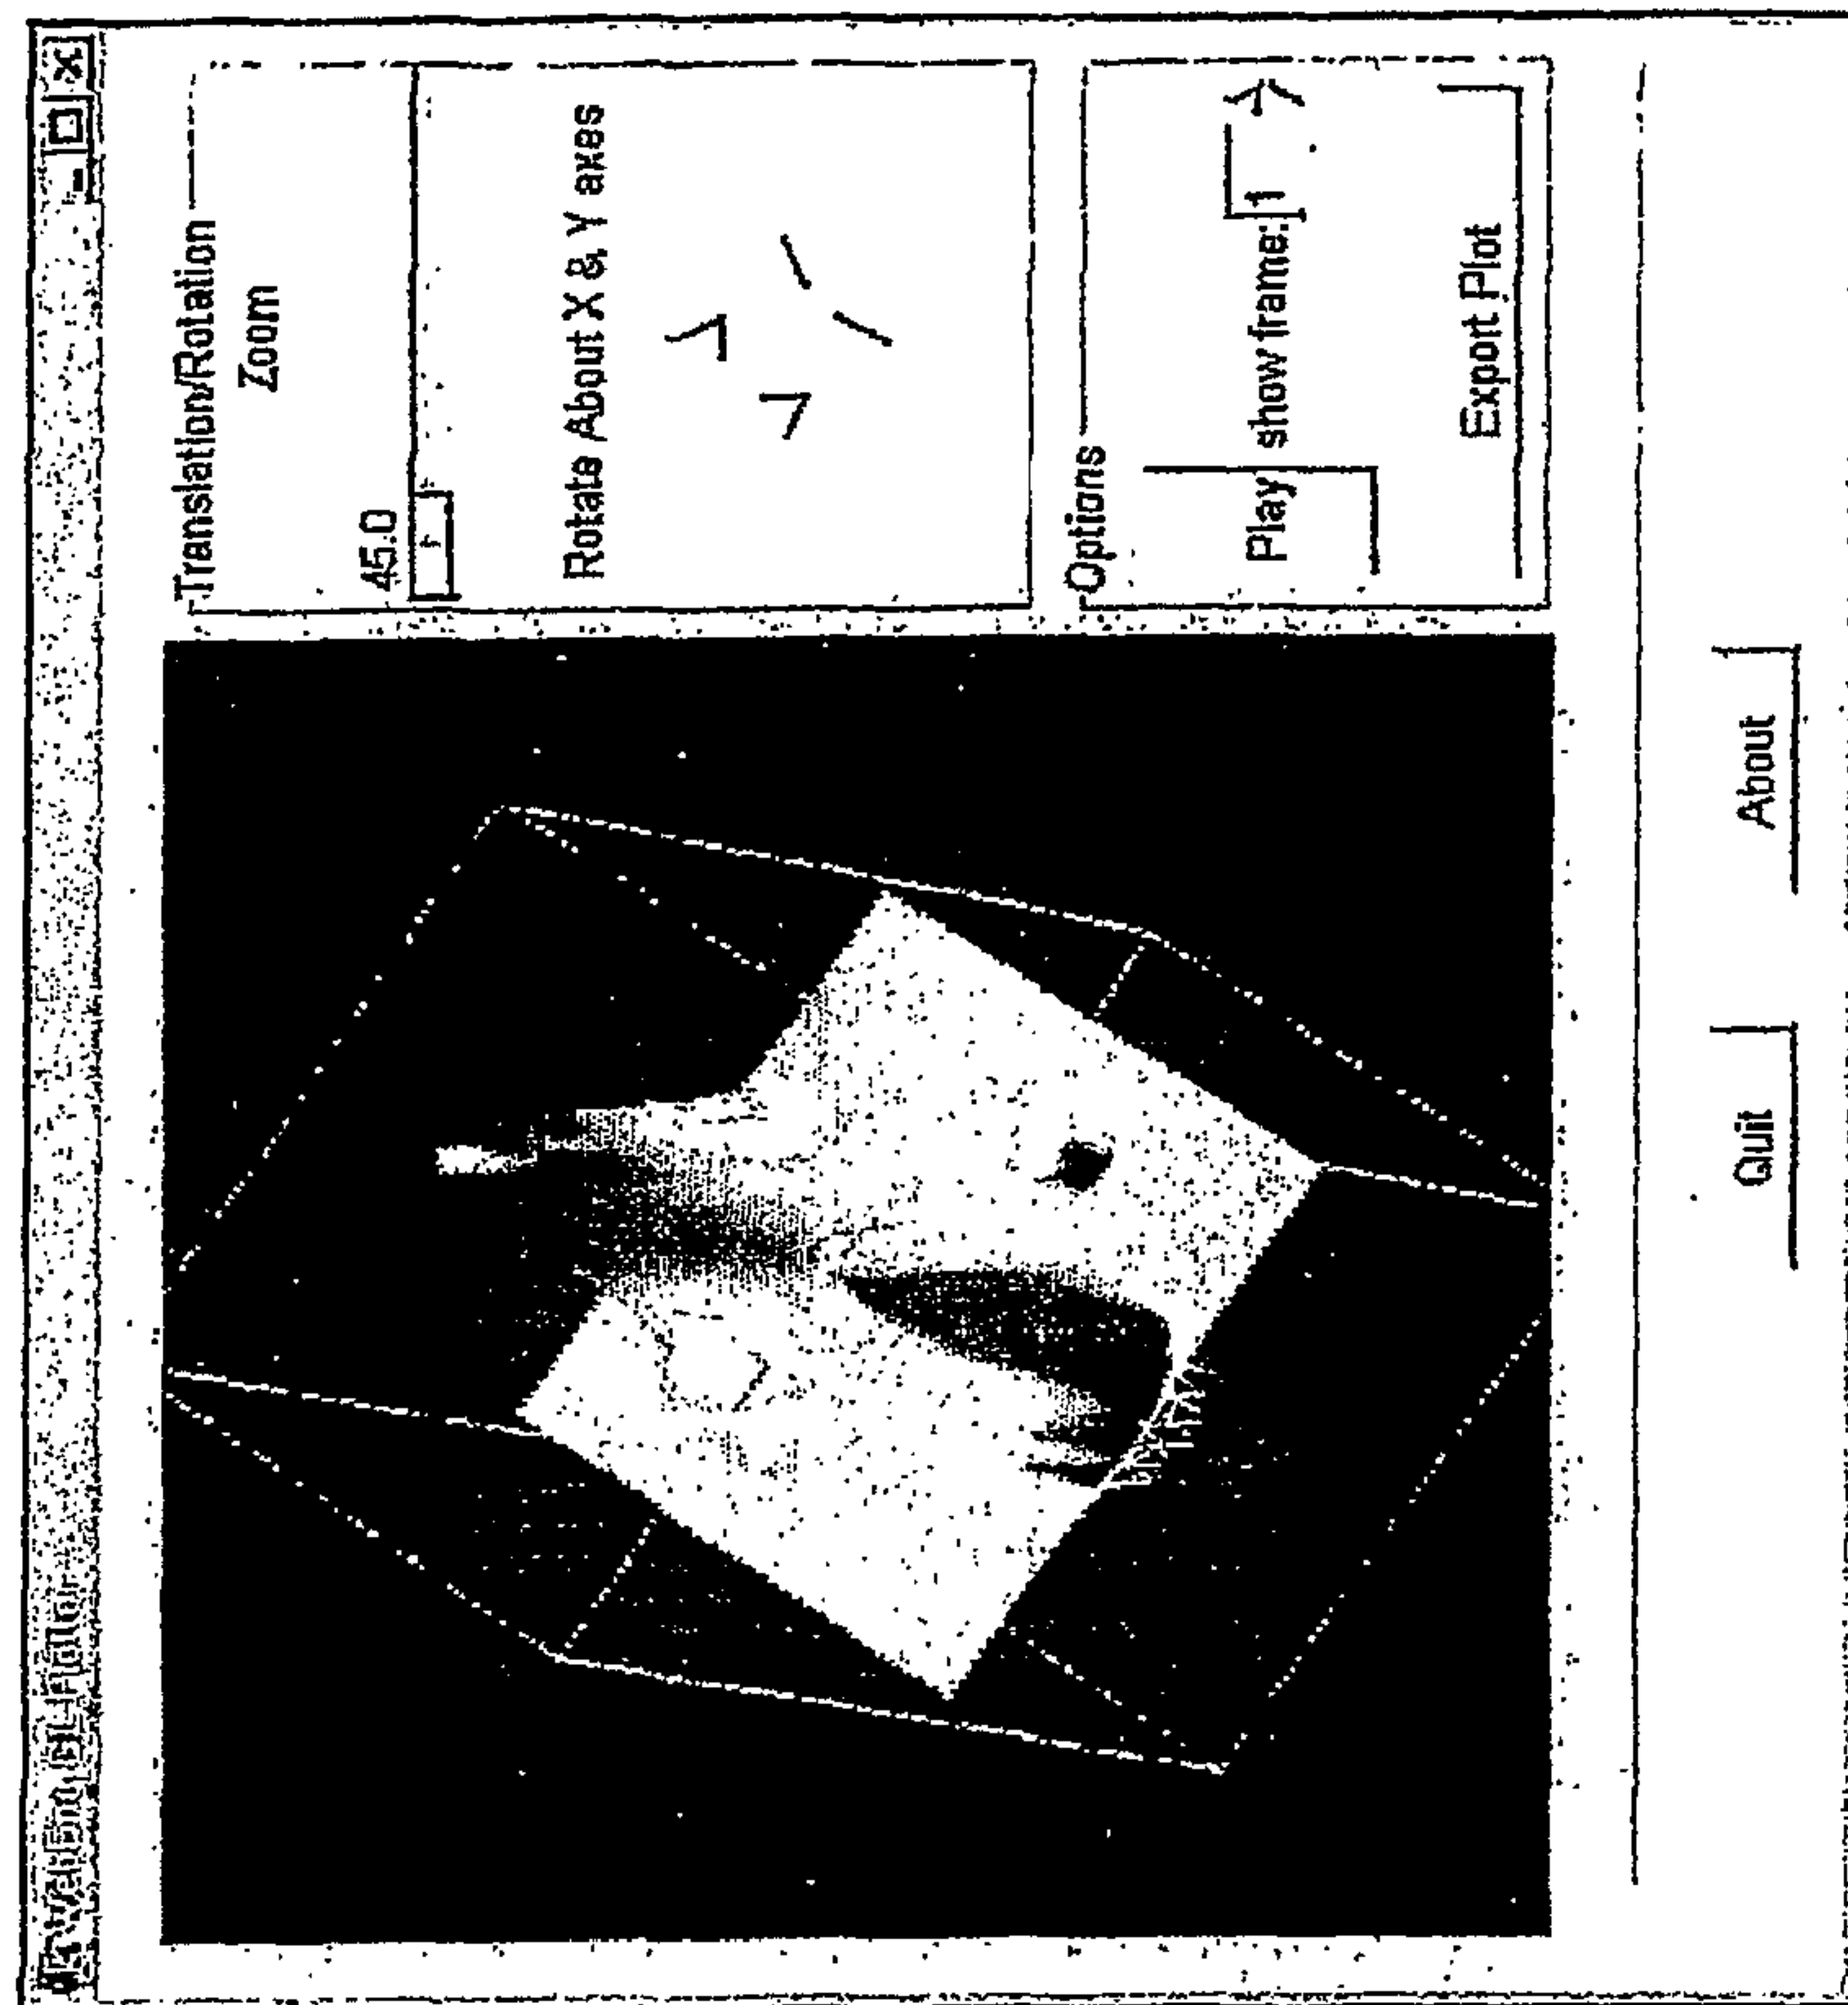 Translation/Rotation
Zoom
45.0
Rotate About X & Y axes
Options
Play show frame: 1
Export Plot
Quit About